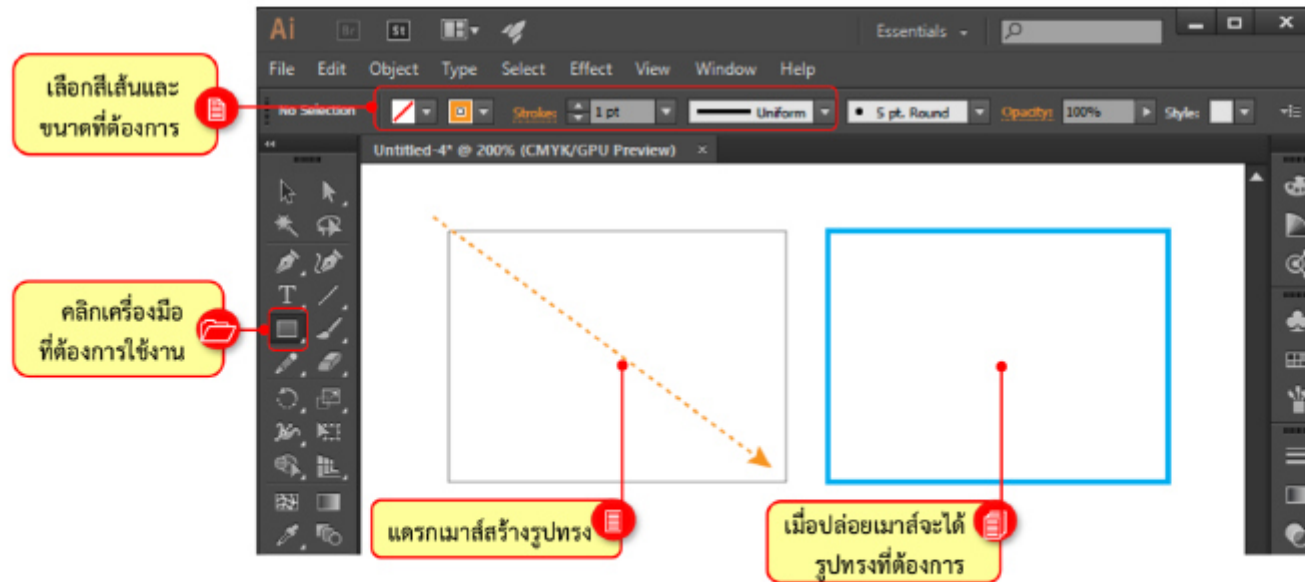 Ai Br St Essentials
File Edit Object Type Select Effect View Window Help
เลือกสีเส้นและ
ขนาดที่ต้องการ
No Selection Stroke: 1 pt Uniform 5 pt. Round Opacity: 100% Style:
Untitled-4* @ 200% (CMYK/GPU Preview) ×
คลิกเครื่องมือ
ที่ต้องการใช้งาน
T
แดรกเมาส์สร้างรูปทรง
เมื่อปล่อยเมาส์จะได้
รูปทรงที่ต้องการ